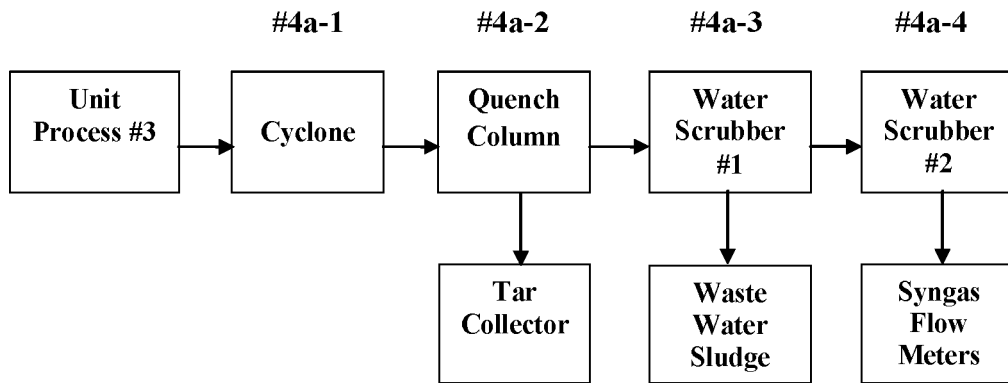 #4a-1 #4a-2 #4a-3 #4a-4
Unit
Process #3
Cyclone
Quench
Column
Water
Scrubber
#1
Water
Scrubber
#2
Tar
Collector
Waste
Water
Sludge
Syngas
Flow
Meters